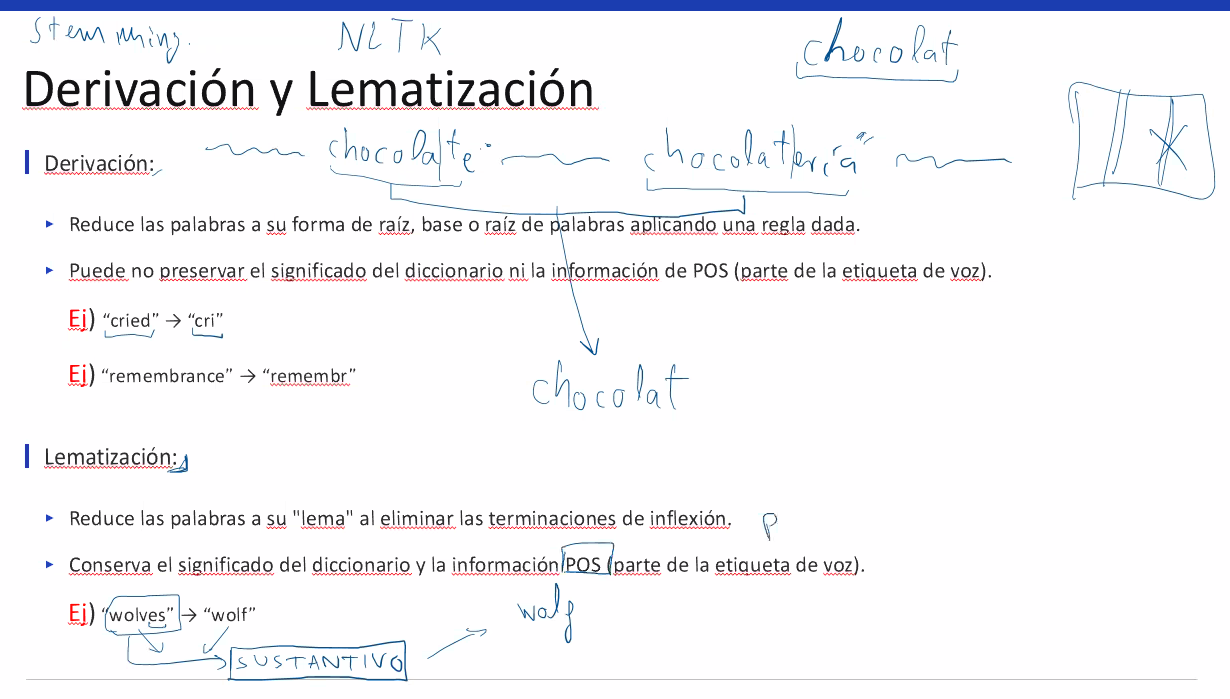 Stemming. NLTK chocolat
Derivación y Lematización
Derivación: chocola/te chocolat/ería
▸ Reduce las palabras a su forma de raíz, base o raíz de palabras aplicando una regla dada.
▸ Puede no preservar el significado del diccionario ni la información de POS (parte de la etiqueta de voz).
Ej) “cried” → “cri”
Ej) “remembrance” → “remembr”
chocolat
Lematización:
▸ Reduce las palabras a su "lema" al eliminar las terminaciones de inflexión. P
▸ Conserva el significado del diccionario y la información POS (parte de la etiqueta de voz).
Ej) “wolves” → “wolf” wolf
SUSTANTIVO